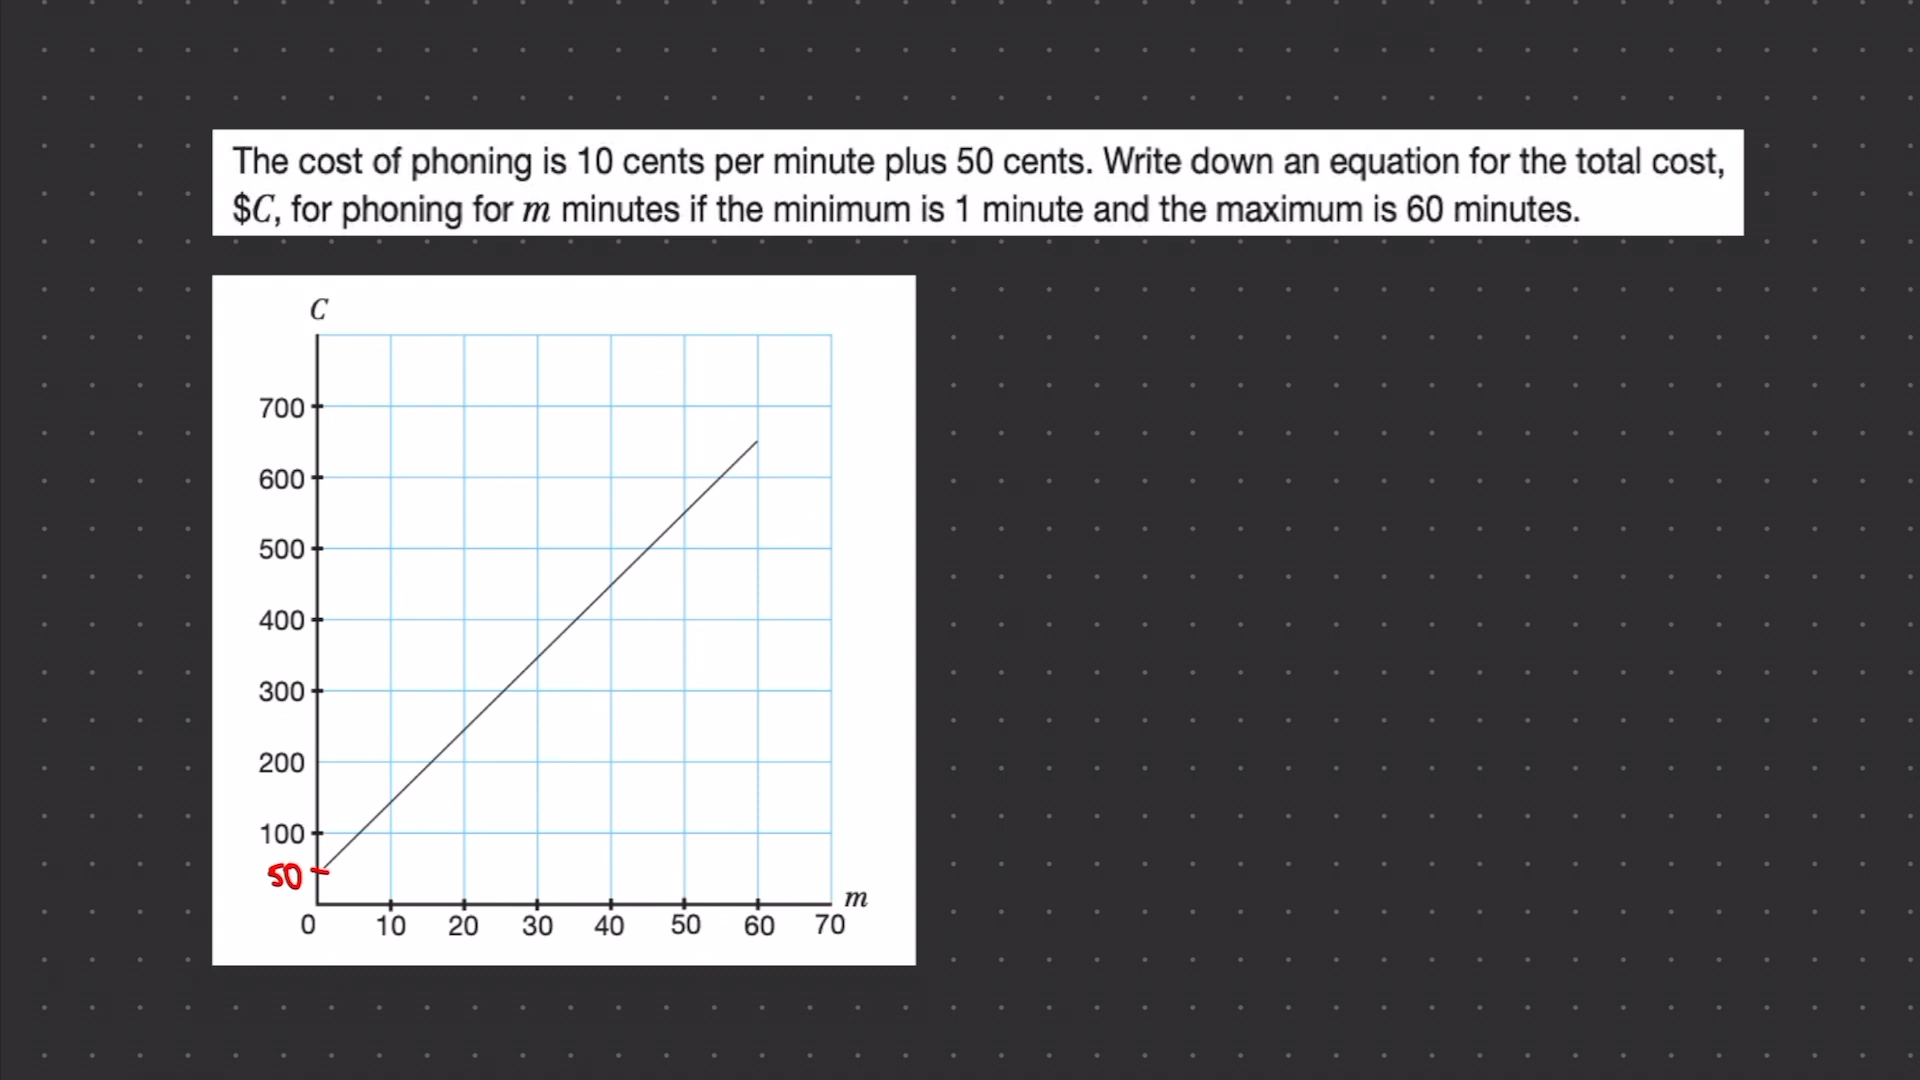 The cost of phoning is 10 cents per minute plus 50 cents. Write down an equation for the total cost,
$C, for phoning for m minutes if the minimum is 1 minute and the maximum is 60 minutes.
C
700
600
500
400
300
200
100
50
m
0 10 20 30 40 50 60 70